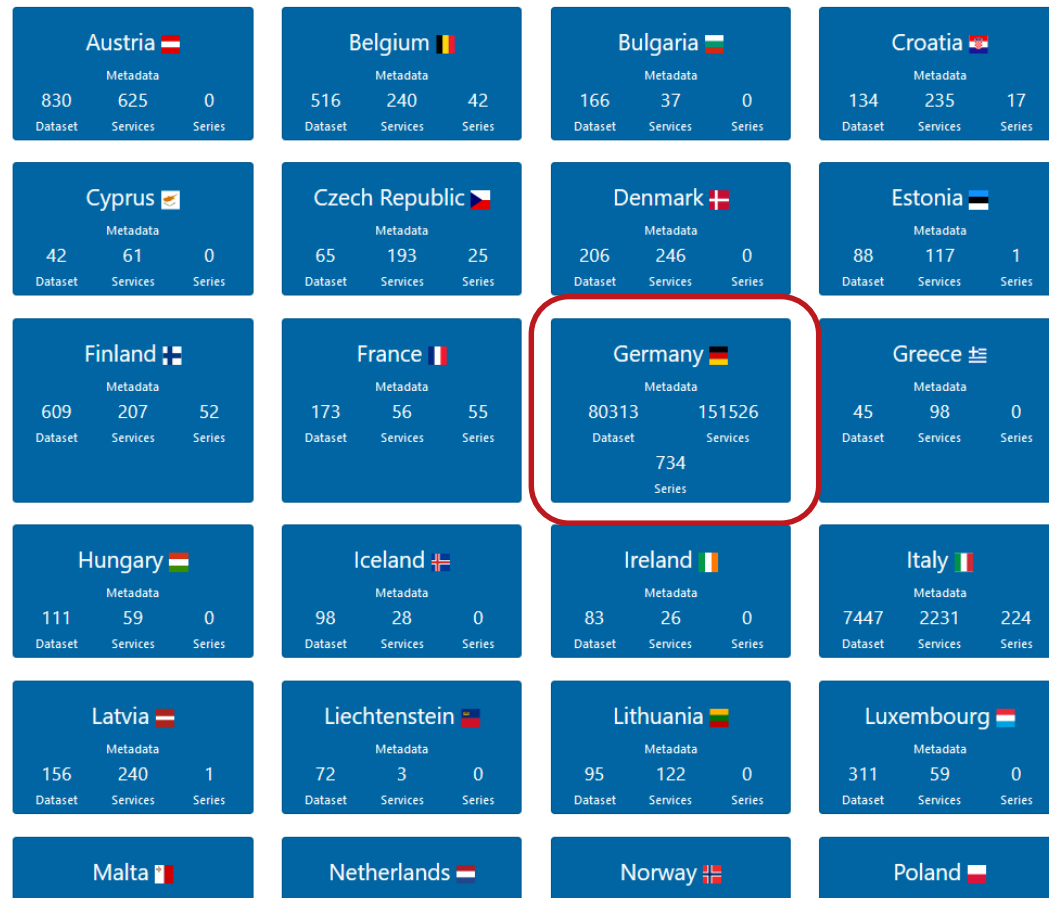 Austria
Metadata
830 625 0
Dataset Services Series
Belgium
Metadata
516 240 42
Dataset Services Series
Bulgaria
Metadata
166 37 0
Dataset Services Series
Croatia
Metadata
134 235 17
Dataset Services Series
Cyprus
Metadata
42 61 0
Dataset Services Series
Czech Republic
Metadata
65 193 25
Dataset Services Series
Denmark
Metadata
206 246 0
Dataset Services Series
Estonia
Metadata
88 117 1
Dataset Services Series
Finland
Metadata
609 207 52
Dataset Services Series
France
Metadata
173 56 55
Dataset Services Series
Germany
Metadata
80313 151526
Dataset Services
734
Series
Greece
Metadata
45 98 0
Dataset Services Series
Hungary
Metadata
111 59 0
Dataset Services Series
Iceland
Metadata
98 28 0
Dataset Services Series
Ireland
Metadata
83 26 0
Dataset Services Series
Italy
Metadata
7447 2231 224
Dataset Services Series
Latvia
Metadata
156 240 1
Dataset Services Series
Liechtenstein
Metadata
72 3 0
Dataset Services Series
Lithuania
Metadata
95 122 0
Dataset Services Series
Luxembourg
Metadata
311 59 0
Dataset Services Series
Malta
Netherlands
Norway
Poland